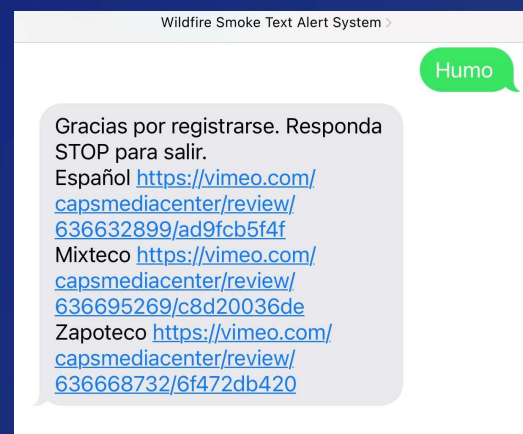 Wildfire Smoke Text Alert System >
Humo
Gracias por registrarse. Responda
STOP para salir.
Español https://vimeo.com/
capsmediacenter/review/
636632899/ad9fcb5f4f
Mixteco https://vimeo.com/
capsmediacenter/review/
636695269/c8d20036de
Zapoteco https://vimeo.com/
capsmediacenter/review/
636668732/6f472db420